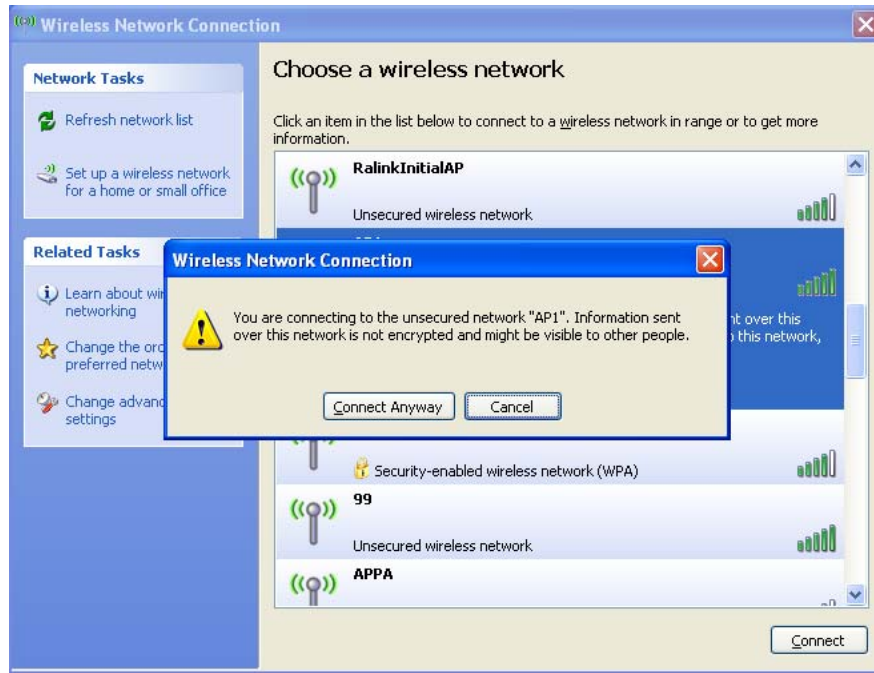 Wireless Network Connection
Network Tasks
Refresh network list
Set up a wireless network
for a home or small office
Related Tasks
Learn about
networking
Change the
preferred
Change
settings
Choose a wireless network
Click an item in the list below to connect to a wireless network in range or to get more
information.
RalinkInitialAP
Unsecured wireless network
over this
this network,
Security-enabled wireless network (WPA)
99
Unsecured wireless network
APPA
Connect
Wireless Network Connection
You are connecting to the unsecured network "AP1". Information sent
over this network is not encrypted and might be visible to other people.
Connect Anyway
Cancel